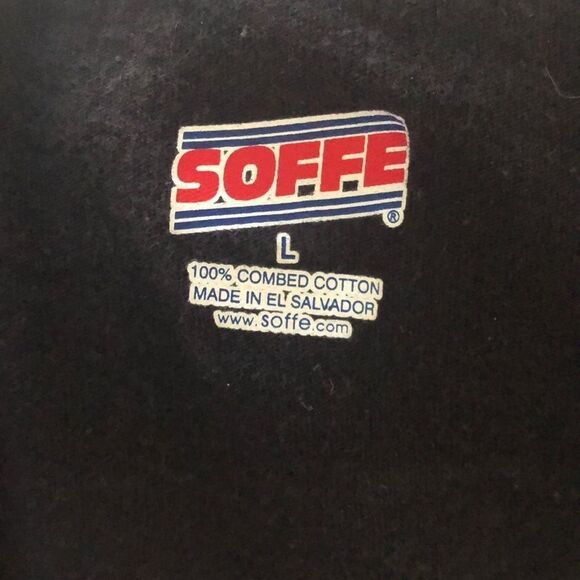 SOFFE®
L
100% COMBED COTTON
MADE IN EL SALVADOR
www.soffe.com